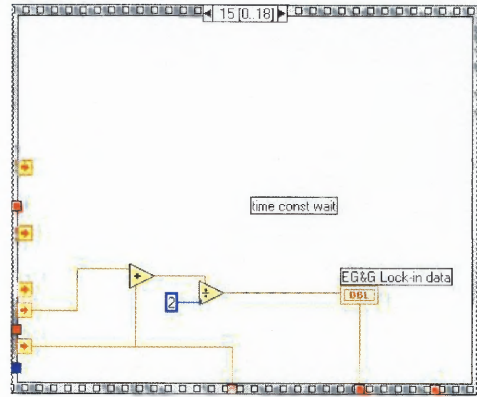 15 [0..18]
time const wait
+
÷
2
EG&G Lock-in data
DBL